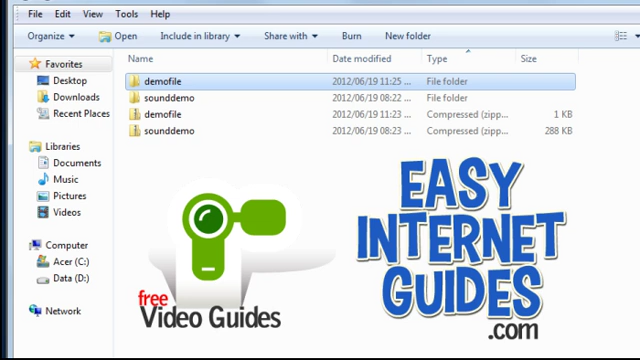 File Edit View Tools Help
Organize Open Include in library Share with Burn New folder
Favorites
Desktop
Downloads
Recent Places
Libraries
Documents
Music
Pictures
Videos
Computer
Acer (C:)
Data (D:)
Network
Name Date modified Type Size
demofile 2012/06/19 11:25 ... File folder
sounddemo 2012/06/19 08:22 ... File folder
demofile 2012/06/19 11:23 ... Compressed (zipp... 1 KB
sounddemo 2012/06/19 08:23 ... Compressed (zipp... 288 KB
free
Video Guides
EASY
INTERNET
GUIDES
.com